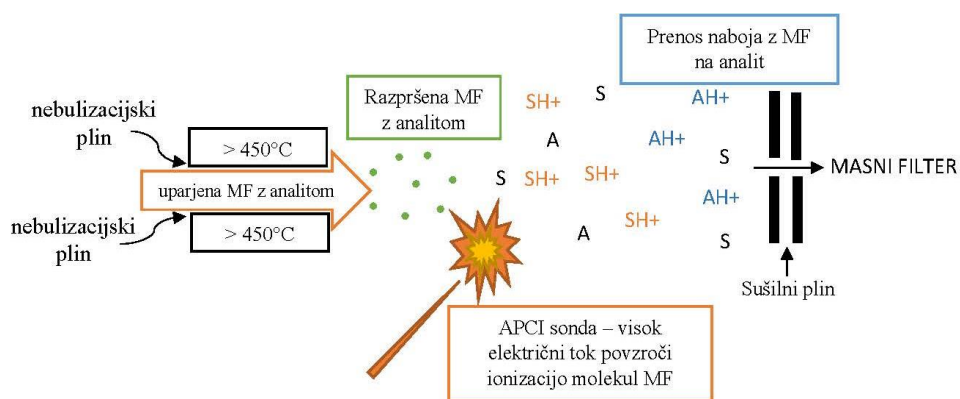 Prenos naboja z MF
na analit
Razpršena MF
z analitom
nebulizacijski
plin
> 450°C
uparjena MF z analitom
nebulizacijski
plin
> 450°C
SH+
S
AH+
A
AH+
S
S
SH+
SH+
AH+
SH+
A
S
MASNI FILTER
Sušilni plin
APCI sonda – visok
električni tok povzroči
ionizacijo molekul MF